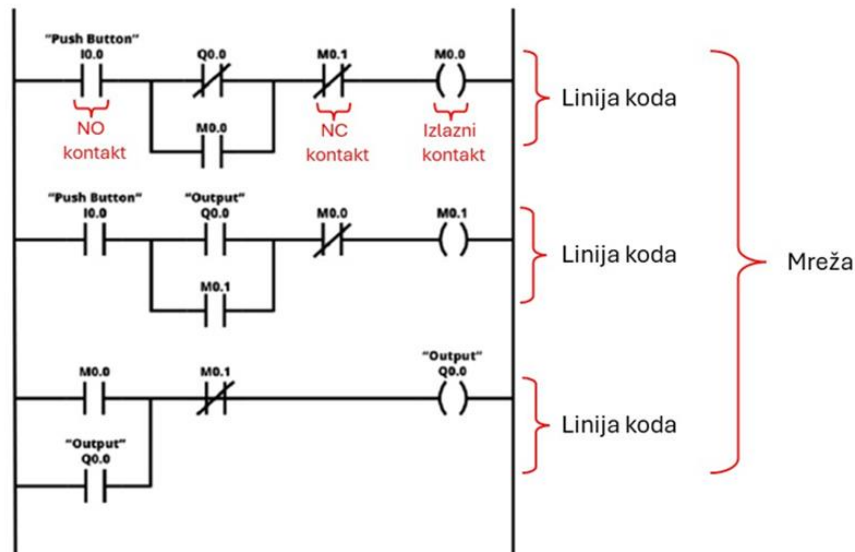 "Push Button"
I0.0
Q0.0
M0.1
M0.0
NO
kontakt
M0.0
NC
kontakt
Izlazni
kontakt
Linija koda
"Push Button"
I0.0
"Output"
Q0.0
M0.0
M0.1
M0.1
Linija koda
Mreža
M0.0
M0.1
"Output"
Q0.0
"Output"
Q0.0
Linija koda